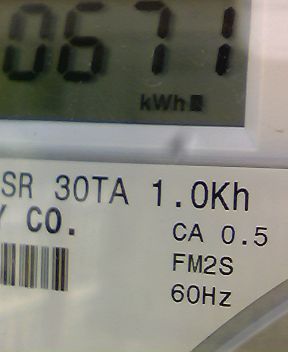 0671
kWh
SR 30TA 1.0Kh
Y CO.
CA 0.5
FM2S
60Hz